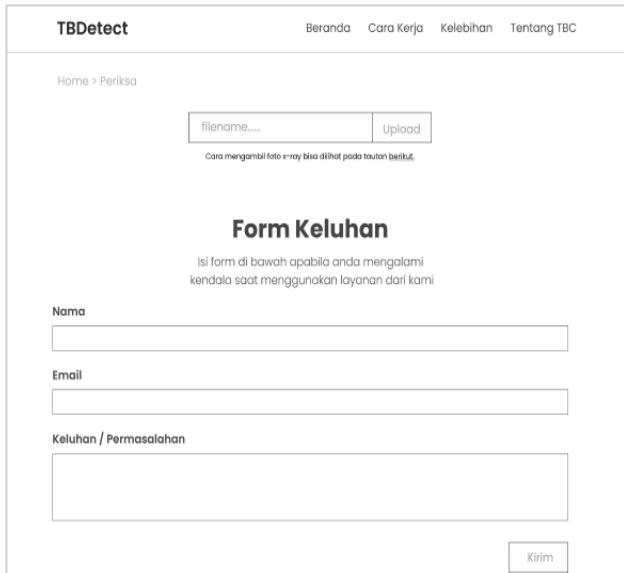 TBDetect
Beranda Cara Kerja Kelebihan Tentang TBC
Home > Periksa
filename.....
Upload
Cara mengambil foto x-ray bisa dilihat pada tautan berikut.
Form Keluhan
Isi form di bawah apabila anda mengalami
kendala saat menggunakan layanan dari kami
Nama
Email
Keluhan / Permasalahan
Kirim